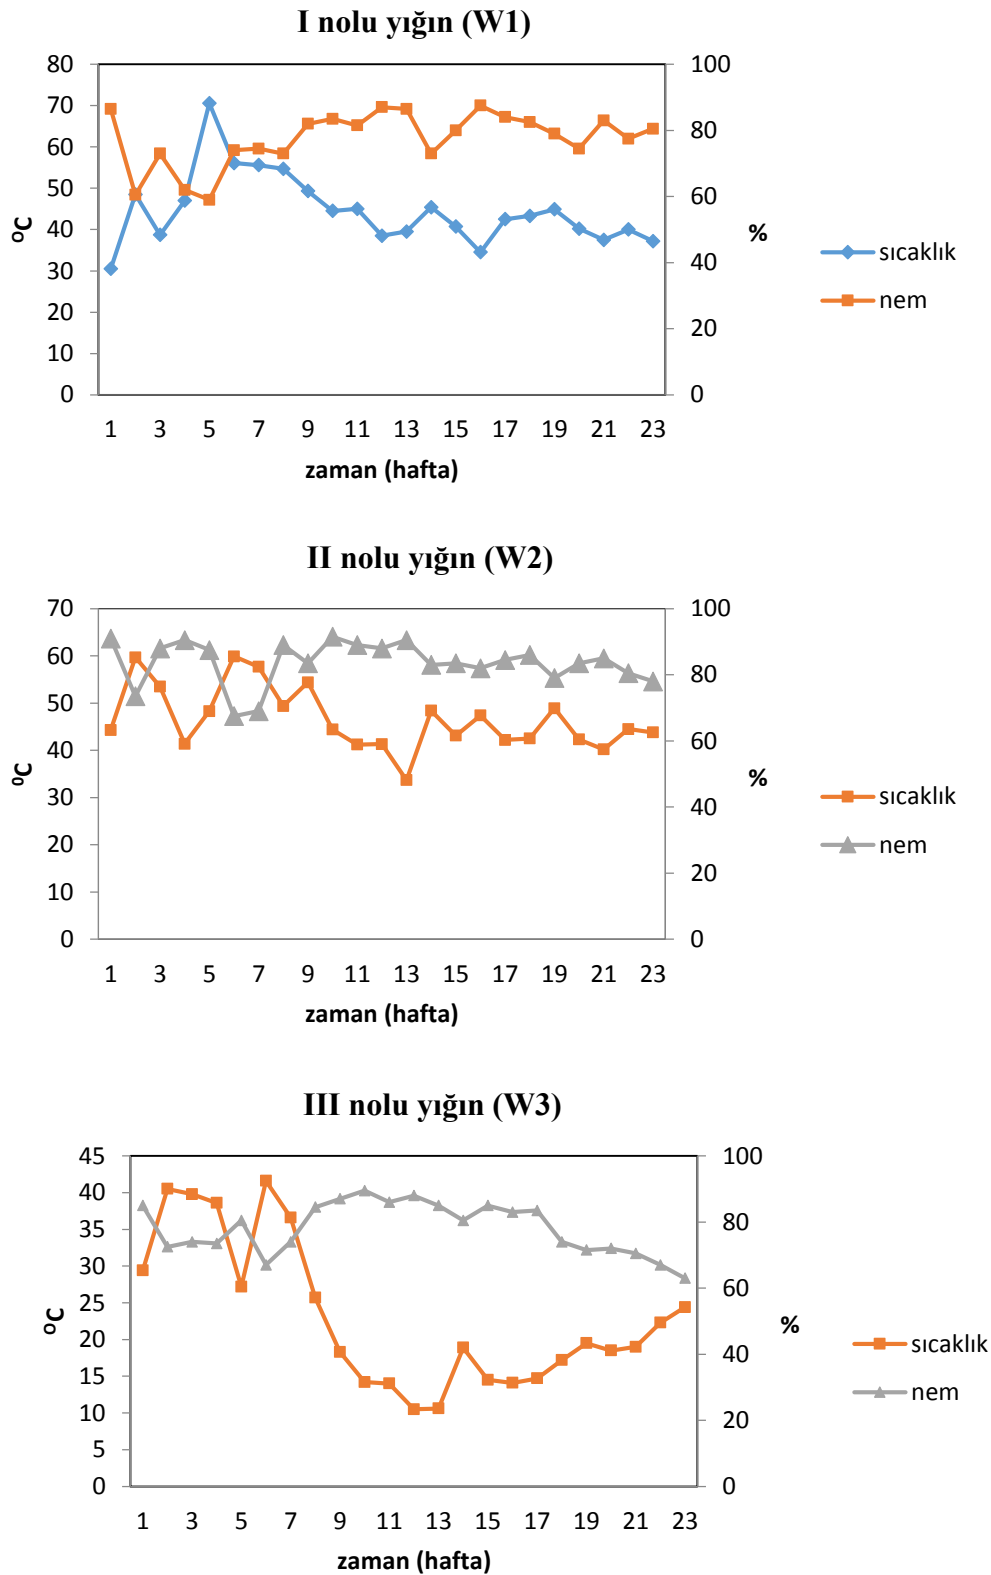 I nolu yığın (W1)
80
70
60
50
40
30
20
10
0
ºC
100
80
60
40
20
0
%
1 3 5 7 9 11 13 15 17 19 21 23
zaman (hafta)
sıcaklık
nem
II nolu yığın (W2)
70
60
50
40
30
20
10
0
⁰C
100
80
60
40
20
0
%
1 3 5 7 9 11 13 15 17 19 21 23
zaman (hafta)
sıcaklık
nem
III nolu yığın (W3)
45
40
35
30
25
20
15
10
5
0
ºC
100
80
60
40
20
0
%
1 3 5 7 9 11 13 15 17 19 21 23
zaman (hafta)
sıcaklık
nem